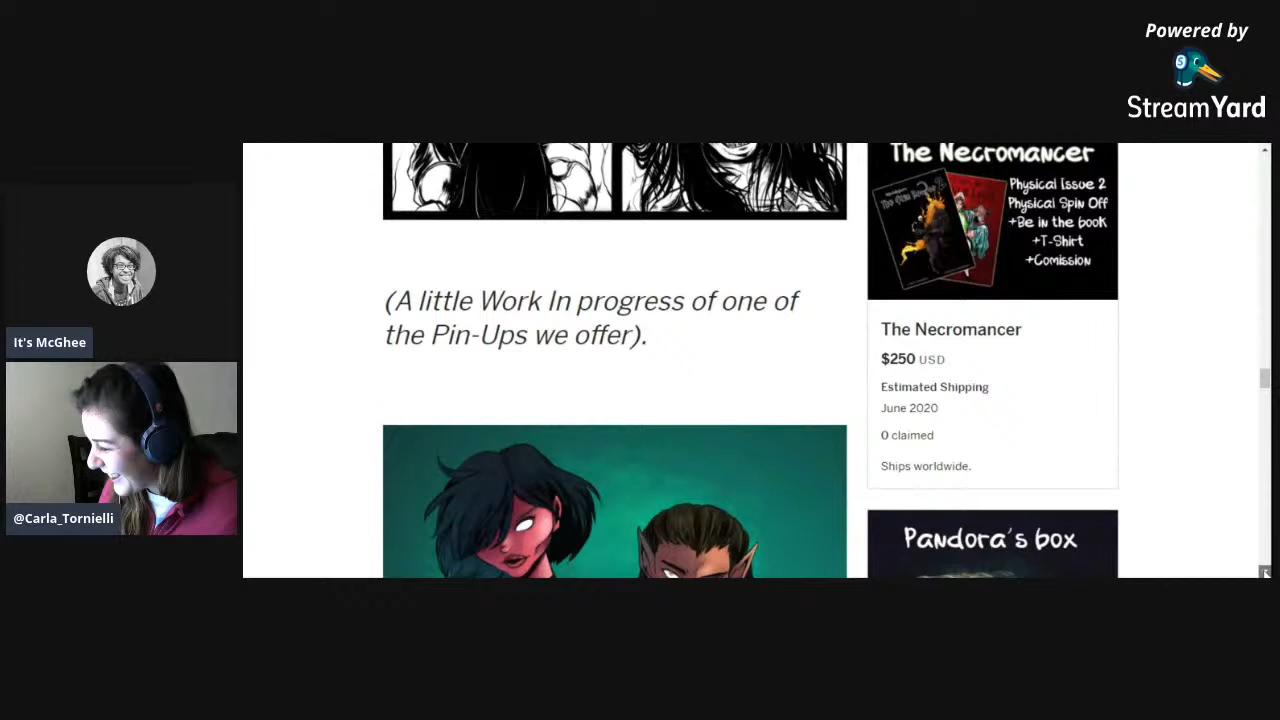 Powered by
StreamYard
It's McGhee
@Carla_Tornielli
(A little Work In progress of one of
the Pin-Ups we offer).
The Necromancer
Physical Issue 2
Physical Spin Off
+Be in the book
+T-Shirt
+Comission
The Necromancer
$250 USD
Estimated Shipping
June 2020
0 claimed
Ships worldwide.
Pandora's box